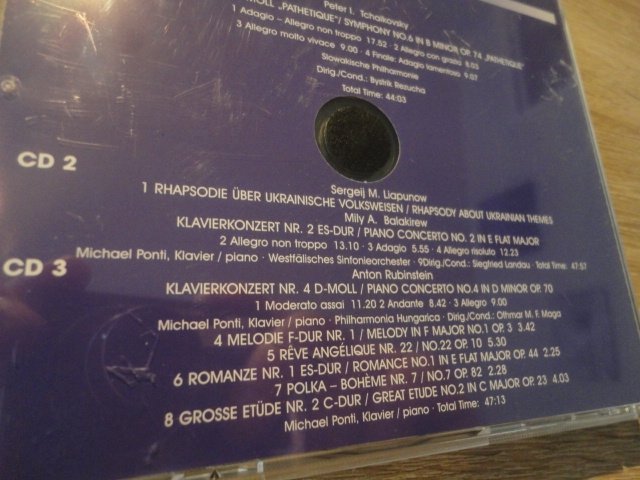 Peter I. Tchaikovsky
MOLL „PATHETIQUE"/ SYMPHONY NO.6 IN B MINOR OP. 74 „PATHETIQUE"
1 Adagio – Allegro non troppo 17.52 · 2 Allegro con grazia 8.03
3 Allegro molto vivace 9.00 · 4 Finale: Adagio lamentoso 9.07
Slowakische Philharmonie
Dirig./Cond.: Bystrik Rezucha
Total Time: 44:03
CD 2
Sergeij M. Liapunow
1 RHAPSODIE ÜBER UKRAINISCHE VOLKSWEISEN / RHAPSODY ABOUT UKRAINIAN THEMES
Mily A. Balakirew
KLAVIERKONZERT NR. 2 ES-DUR / PIANO CONCERTO NO. 2 IN E FLAT MAJOR
2 Allegro non troppo 13.10 · 3 Adagio 5.55 · 4 Allegro risoluto 12.23
Michael Ponti, Klavier / piano · Westfälisches Sinfonieorchester · 9Dirig./Cond.: Siegfried Landau · Total Time: 47:57
CD 3
Anton Rubinstein
KLAVIERKONZERT NR. 4 D-MOLL / PIANO CONCERTO NO.4 IN D MINOR OP. 70
1 Moderato assai 11.20 2 Andante 8.42 · 3 Allegro 9.00
Michael Ponti, Klavier / piano · Philharmonia Hungarica · Dirig./Cond.: Othmar M. F. Maga
4 MELODIE F-DUR NR. 1 / MELODY IN F MAJOR NO.1 OP. 3 3.42
5 RÊVE ANGÉLIQUE NR. 22 / NO.22 OP. 10 5.30
6 ROMANZE NR. 1 ES-DUR / ROMANCE NO.1 IN E FLAT MAJOR OP. 44 2.25
7 POLKA – BOHÈME NR. 7 / NO.7 OP. 82 2.28
8 GROSSE ETÜDE NR. 2 C-DUR / GREAT ETUDE NO.2 IN C MAJOR OP. 23 4.03
Michael Ponti, Klavier / piano · Total Time: 47:13